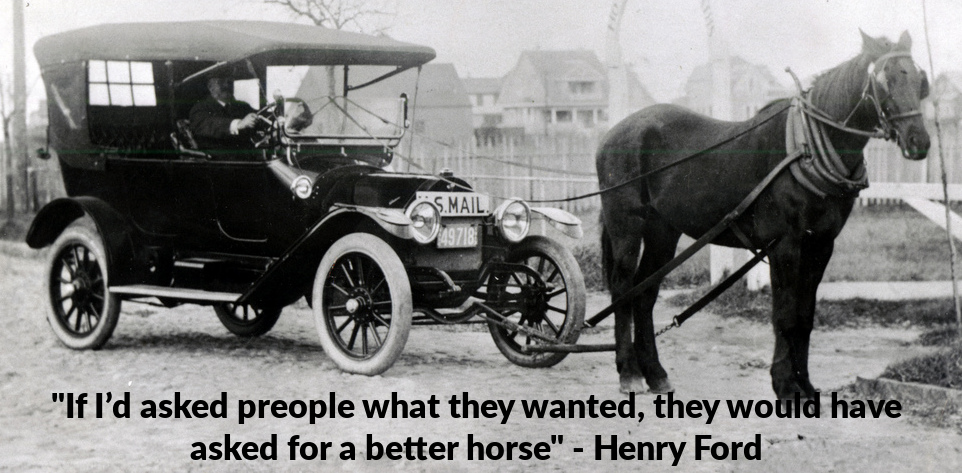 S.MAIL
49718
"If I’d asked preople what they wanted, they would have
asked for a better horse" - Henry Ford